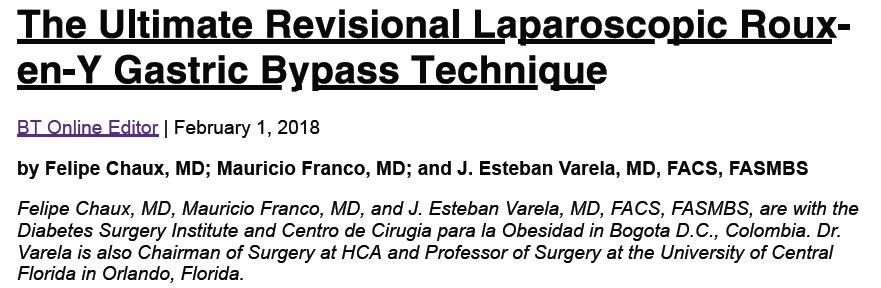 The Ultimate Revisional Laparoscopic Roux-
en-Y Gastric Bypass Technique
BT Online Editor | February 1, 2018
by Felipe Chaux, MD; Mauricio Franco, MD; and J. Esteban Varela, MD, FACS, FASMBS
Felipe Chaux, MD, Mauricio Franco, MD, and J. Esteban Varela, MD, FACS, FASMBS, are with the
Diabetes Surgery Institute and Centro de Cirugia para la Obesidad in Bogota D.C., Colombia. Dr.
Varela is also Chairman of Surgery at HCA and Professor of Surgery at the University of Central
Florida in Orlando, Florida.